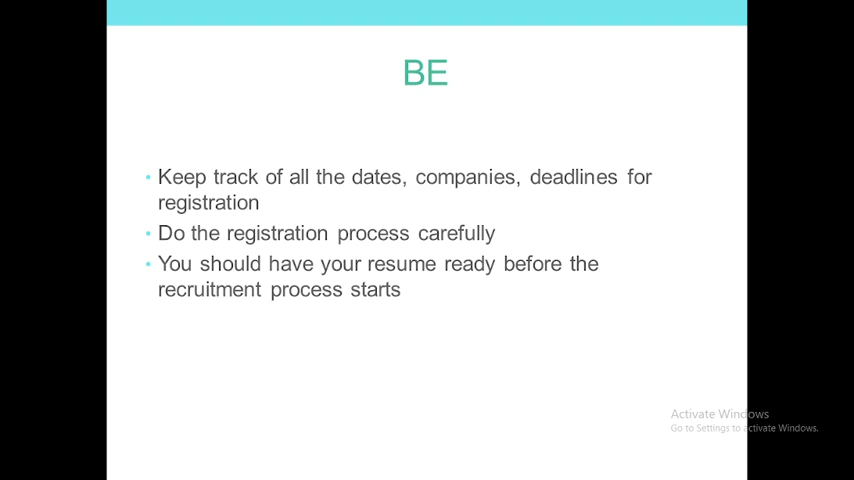 BE
• Keep track of all the dates, companies, deadlines for
registration
• Do the registration process carefully
• You should have your resume ready before the
recruitment process starts
Activate Windows
Go to Settings to activate Windows.